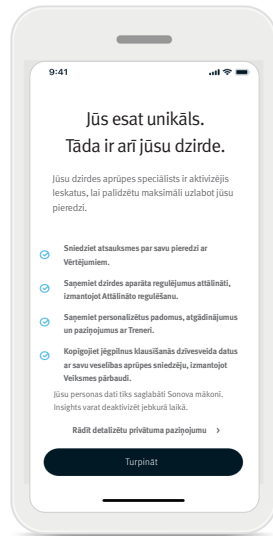 9:41
Jūs esat unikāls.
Tāda ir arī jūsu dzirde.
Jūsu dzirdes aprūpes speciālists ir aktivizējis
Ieskatus, lai palīdzētu maksimāli uzlabot jūsu
pieredzi.
Sniedziet atsauksmes par savu pieredzi ar
Vērtējumiem.
Saņemiet dzirdes aparāta regulējumus attālināti,
izmantojot Attālināto regulēšanu.
Saņemiet personalizētus padomus, atgādinājumus
un paziņojumus ar Treneri.
Kopīgojiet jēgpilnus klausīšanās dzīvesveida datus
ar savu veselības aprūpes sniedzēju, izmantojot
Veiksmes pārbaudi.
Jūsu personas dati tiks saglabāti Sonova mākonī.
Insights varat deaktivizēt jebkurā laikā.
Rādīt detalizētu privātuma paziņojumu
Turpināt